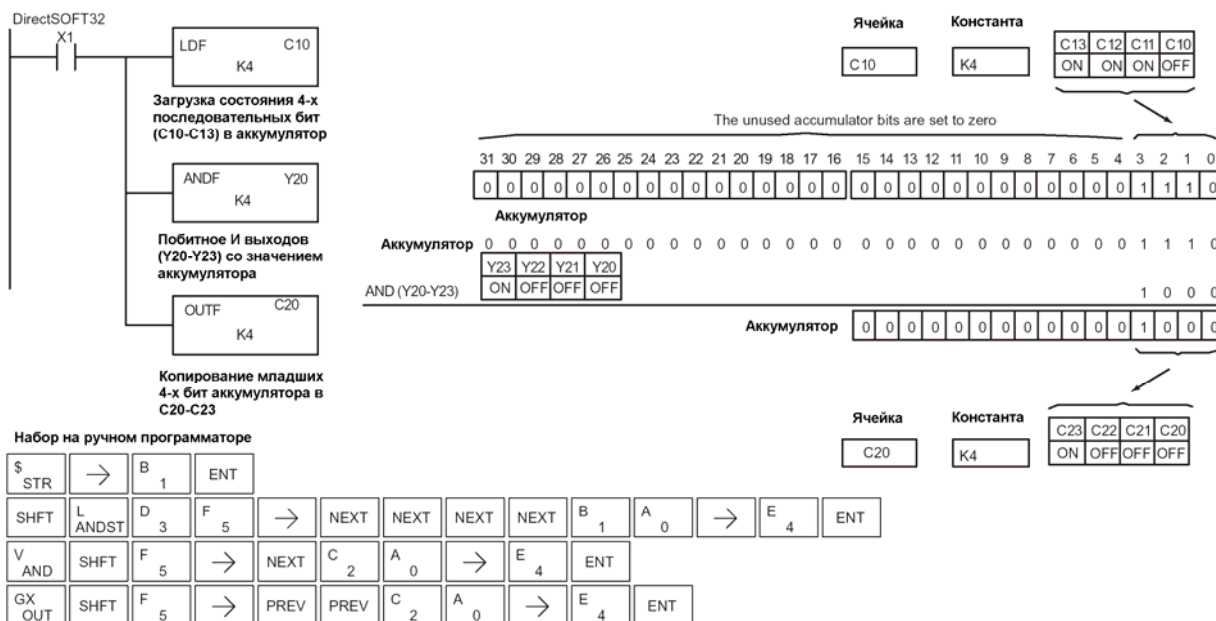 DirectSOFT32
X1
LDF C10
K4
Загрузка состояния 4-х
последовательных бит
(C10-C13) в аккумулятор
ANDF Y20
K4
Побитное И выходов
(Y20-Y23) со значением
аккумулятора
OUTF C20
K4
Копирование младших
4-х бит аккумулятора в
C20-C23
Ячейка Константа
C10 K4
C13 C12 C11 C10
ON ON ON OFF
The unused accumulator bits are set to zero
31 30 29 28 27 26 25 24 23 22 21 20 19 18 17 16 15 14 13 12 11 10 9 8 7 6 5 4 3 2 1 0
0 0 0 0 0 0 0 0 0 0 0 0 0 0 0 0 0 0 0 0 0 0 0 0 0 0 0 0 1 1 1 0
Аккумулятор
Аккумулятор 0 0 0 0 0 0 0 0 0 0 0 0 0 0 0 0 0 0 0 0 0 0 0 0 0 0 0 0 1 1 1 0
Y23 Y22 Y21 Y20
ON OFF OFF OFF
AND (Y20-Y23) 1 0 0 0
Аккумулятор 0 0 0 0 0 0 0 0 0 0 0 0 1 0 0 0
Ячейка Константа
C20 K4
C23 C22 C21 C20
ON OFF OFF OFF
Набор на ручном программаторе
$ STR → B 1 ENT
SHFT L ANDST D 3 F 5 → NEXT NEXT NEXT NEXT B 1 A 0 → E 4 ENT
V AND SHFT F 5 → NEXT C 2 A 0 → E 4 ENT
GX OUT SHFT F 5 → PREV PREV C 2 A 0 → E 4 ENT